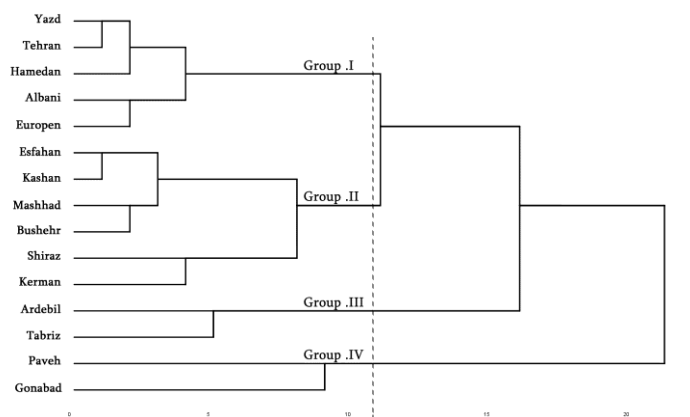 Yazd
Tehran
Hamedan
Albani
Europen
Esfahan
Kashan
Mashhad
Bushehr
Shiraz
Kerman
Ardebil
Tabriz
Paveh
Gonabad
Group .I
Group .II
Group .III
Group .IV
0 5 10 15 20